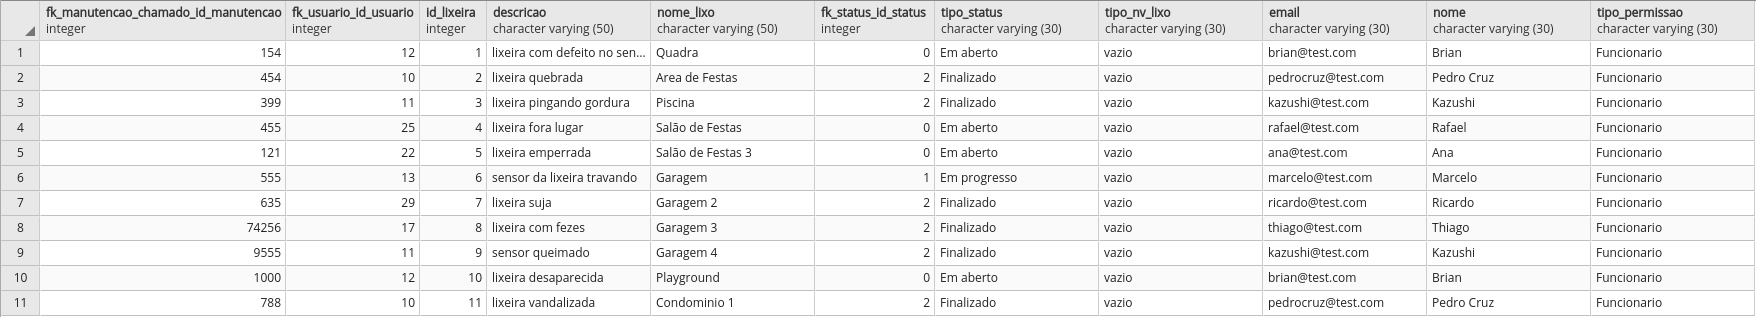 fk_manutencao_chamado_id_manutencao fk_usuario_id_usuario id_lixeira descricao nome_lixo fk_status_id_status tipo_status tipo_nv_lixo email nome tipo_permissao
integer integer integer character varying (50) character varying (50) integer character varying (30) character varying (30) character varying (30) character varying (30) character varying (30)
1 154 12 1 lixeira com defeito no sen... Quadra 0 Em aberto vazio brian@test.com Brian Funcionario
2 454 10 2 lixeira quebrada Area de Festas 2 Finalizado vazio pedrocruz@test.com Pedro Cruz Funcionario
3 399 11 3 lixeira pingando gordura Piscina 2 Finalizado vazio kazushi@test.com Kazushi Funcionario
4 455 25 4 lixeira fora lugar Salão de Festas 0 Em aberto vazio rafael@test.com Rafael Funcionario
5 121 22 5 lixeira emperrada Salão de Festas 3 0 Em aberto vazio ana@test.com Ana Funcionario
6 555 13 6 sensor da lixeira travando Garagem 1 Em progresso vazio marcelo@test.com Marcelo Funcionario
7 635 29 7 lixeira suja Garagem 2 2 Finalizado vazio ricardo@test.com Ricardo Funcionario
8 74256 17 8 lixeira com fezes Garagem 3 2 Finalizado vazio thiago@test.com Thiago Funcionario
9 9555 11 9 sensor queimado Garagem 4 2 Finalizado vazio kazushi@test.com Kazushi Funcionario
10 1000 12 10 lixeira desaparecida Playground 0 Em aberto vazio brian@test.com Brian Funcionario
11 788 10 11 lixeira vandalizada Condominio 1 2 Finalizado vazio pedrocruz@test.com Pedro Cruz Funcionario